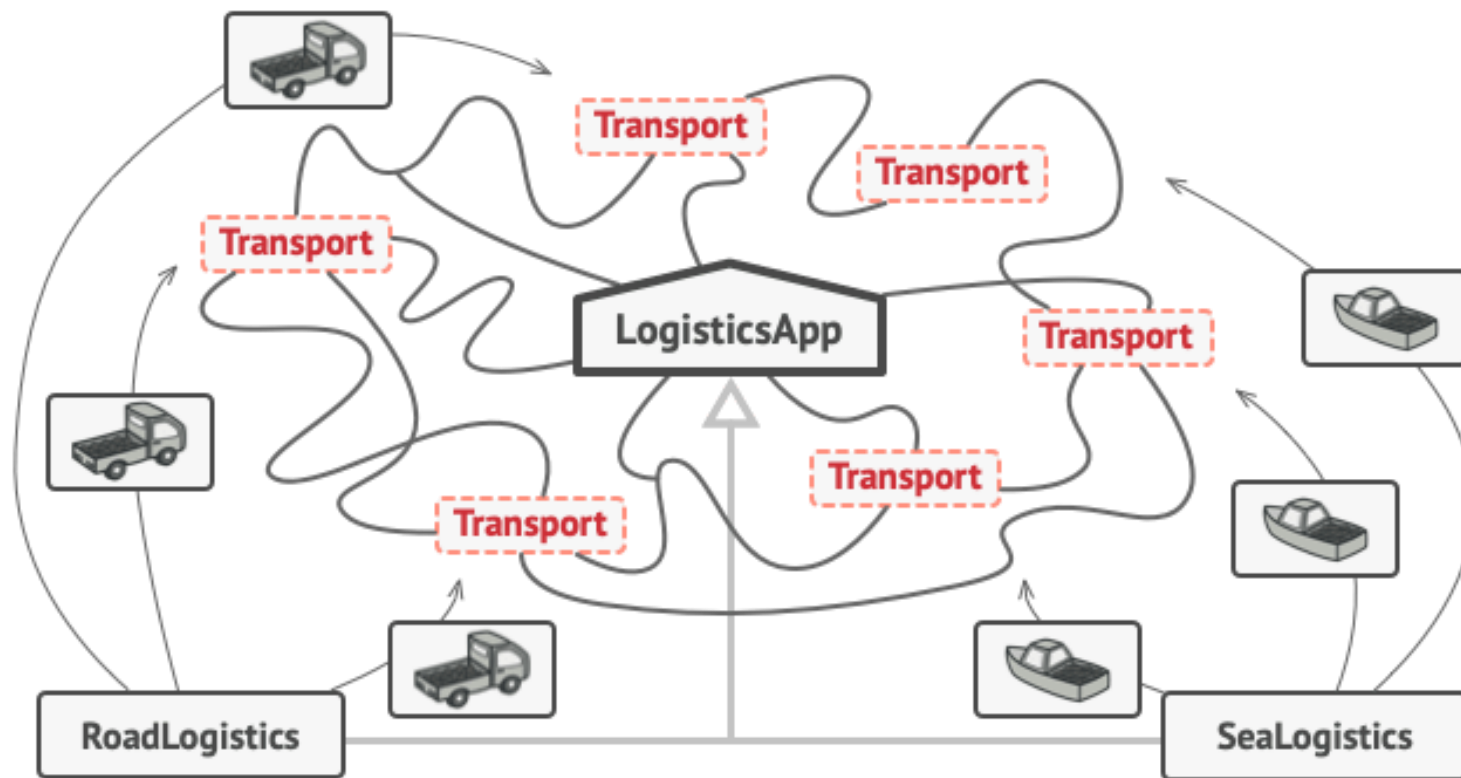 Transport
Transport
Transport
LogisticsApp
Transport
Transport
Transport
RoadLogistics
SeaLogistics